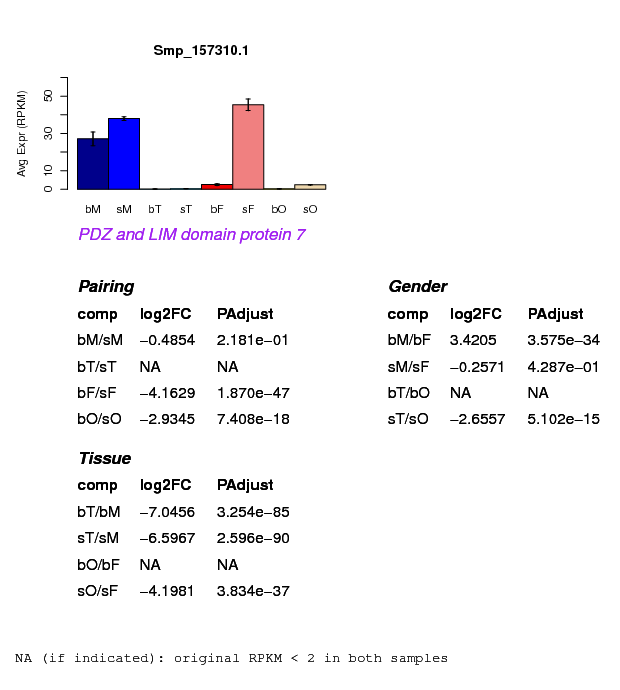 Smp_157310.1
Avg Expr (RPKM)
0 10 30 50
bM sM bT sT bF sF bO sO
PDZ and LIM domain protein 7
Pairing
comp log2FC PAdjust
bM/sM −0.4854 2.181e−01
bT/sT NA NA
bF/sF −4.1629 1.870e−47
bO/sO −2.9345 7.408e−18
Gender
comp log2FC PAdjust
bM/bF 3.4205 3.575e−34
sM/sF −0.2571 4.287e−01
bT/bO NA NA
sT/sO −2.6557 5.102e−15
Tissue
comp log2FC PAdjust
bT/bM −7.0456 3.254e−85
sT/sM −6.5967 2.596e−90
bO/bF NA NA
sO/sF −4.1981 3.834e−37
NA (if indicated): original RPKM < 2 in both samples